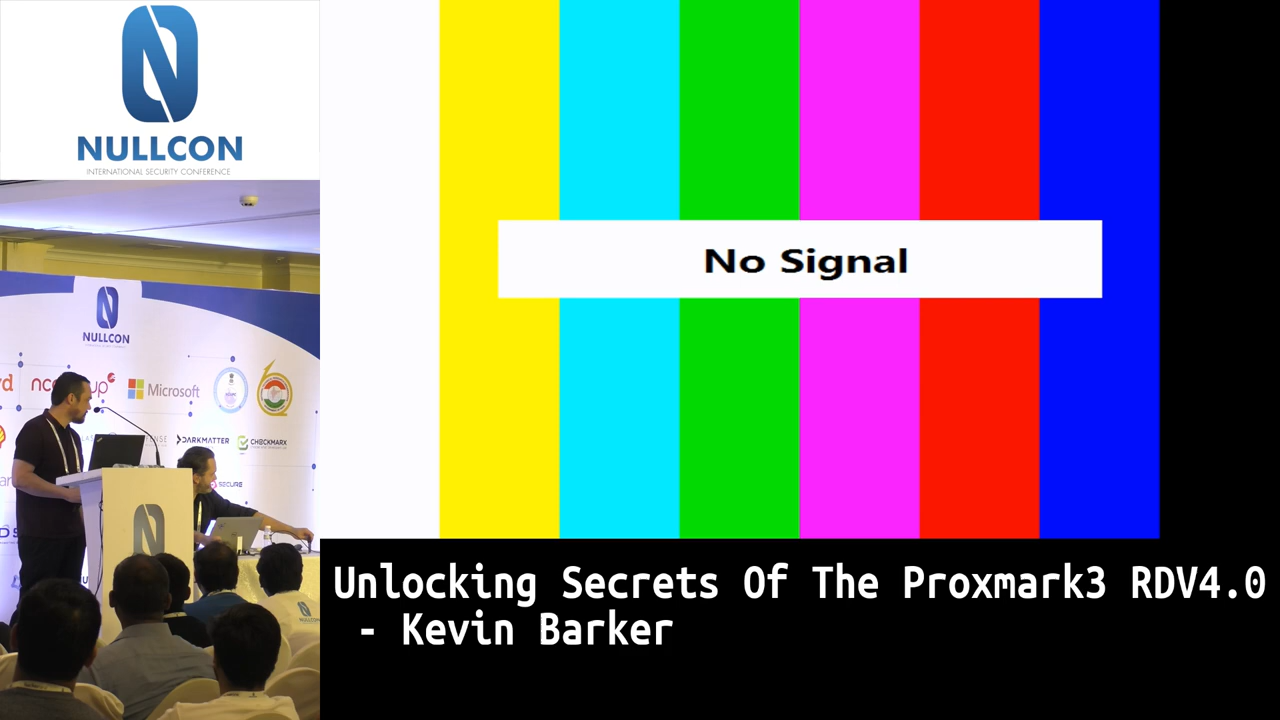 NULLCON
INTERNATIONAL SECURITY CONFERENCE
No Signal
NULLCON
Microsoft
DARKMATTER
CHECKMARX
SECURE
Unlocking Secrets Of The Proxmark3 RDV4.0
- Kevin Barker